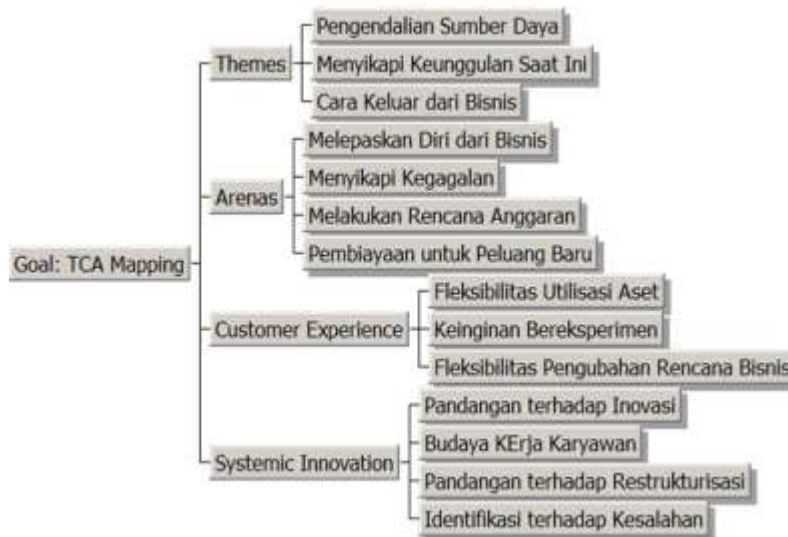 Goal: TCA Mapping
Themes
Pengendalian Sumber Daya
Menyikapi Keunggulan Saat Ini
Cara Keluar dari Bisnis
Arenas
Melepaskan Diri dari Bisnis
Menyikapi Kegagalan
Melakukan Rencana Anggaran
Pembiayaan untuk Peluang Baru
Customer Experience
Fleksibilitas Utilisasi Aset
Keinginan Bereksperimen
Fleksibilitas Pengubahan Rencana Bisnis
Systemic Innovation
Pandangan terhadap Inovasi
Budaya KErja Karyawan
Pandangan terhadap Restrukturisasi
Identifikasi terhadap Kesalahan